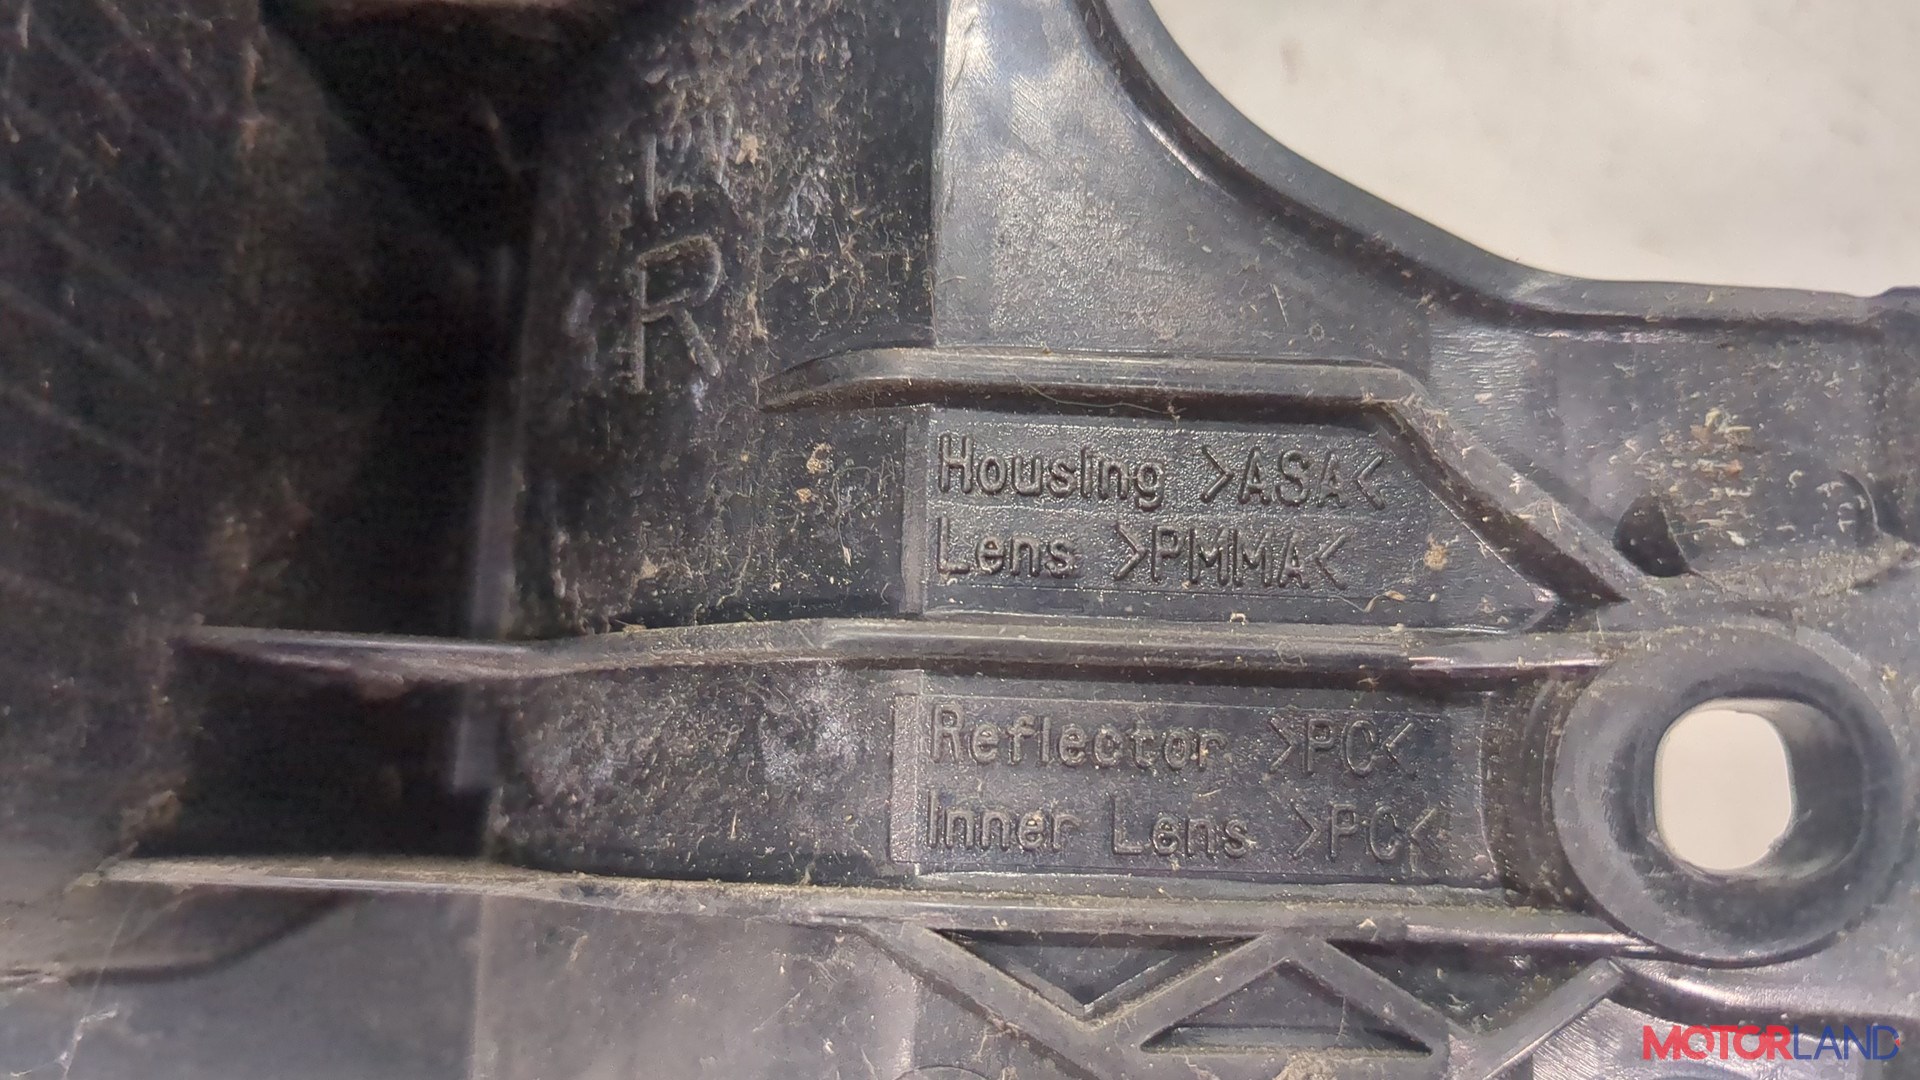 R
Housing >ASA<
Lens >PMMA<
Reflector >PC<
Inner Lens >PC<
MOTORLAND